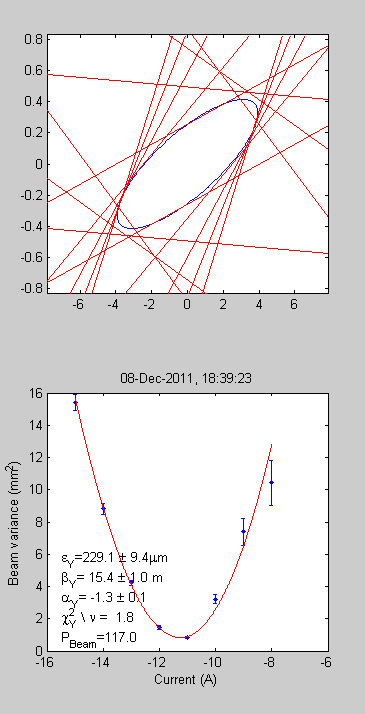 0.8
0.6
0.4
0.2
0
-0.2
-0.4
-0.6
-0.8
-6 -4 -2 0 2 4 6
08-Dec-2011, 18:39:23
Beam variance (mm²)
16
14
12
10
8
6
4
2
0
εY=229.1 ± 9.4μm
βY= 15.4 ± 1.0 m
αY= -1.3 ± 0.1
χ²Y \ ν = 1.8
PBeam=117.0
-16 -14 -12 -10 -8 -6
Current (A)